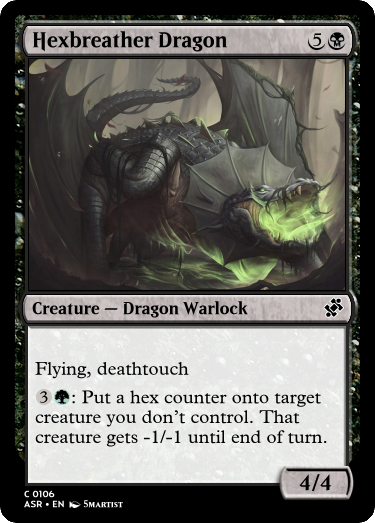 Hexbreather Dragon 5
Creature — Dragon Warlock
Flying, deathtouch
3: Put a hex counter onto target
creature you don't control. That
creature gets -1/-1 until end of turn.
4/4
C 0106
ASR • EN SMARTIST